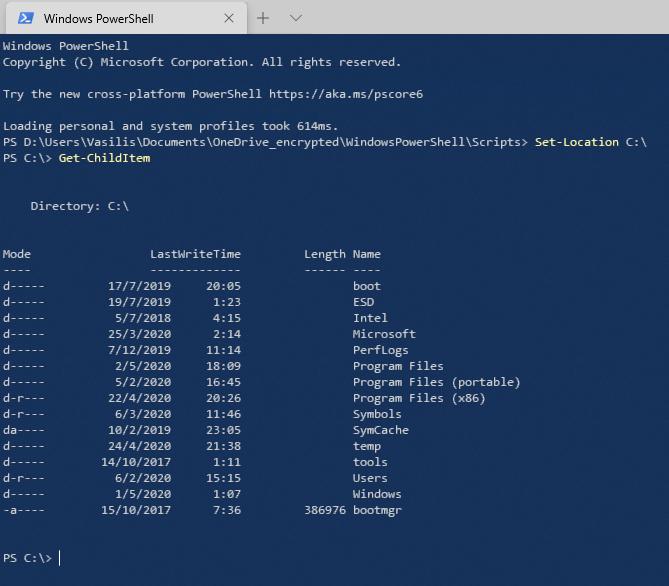 Windows PowerShell
Windows PowerShell
Copyright (C) Microsoft Corporation. All rights reserved.
Try the new cross-platform PowerShell https://aka.ms/pscore6
Loading personal and system profiles took 614ms.
PS D:\Users\Vasilis\Documents\OneDrive_encrypted\WindowsPowerShell\Scripts> Set-Location C:\
PS C:\> Get-ChildItem
Directory: C:\
Mode LastWriteTime Length Name
---- ------------- ------ ----
d----- 17/7/2019 20:05 boot
d----- 19/7/2019 1:23 ESD
d----- 5/7/2018 4:15 Intel
d----- 25/3/2020 2:14 Microsoft
d----- 7/12/2019 11:14 PerfLogs
d----- 2/5/2020 18:09 Program Files
d----- 5/2/2020 16:45 Program Files (portable)
d-r--- 22/4/2020 20:26 Program Files (x86)
d-r--- 6/3/2020 11:46 Symbols
da---- 10/2/2019 23:05 SymCache
d----- 24/4/2020 21:38 temp
d----- 14/10/2017 1:11 tools
d-r--- 6/2/2020 15:15 Users
d----- 1/5/2020 1:07 Windows
-a---- 15/10/2017 7:36 386976 bootmgr
PS C:\>